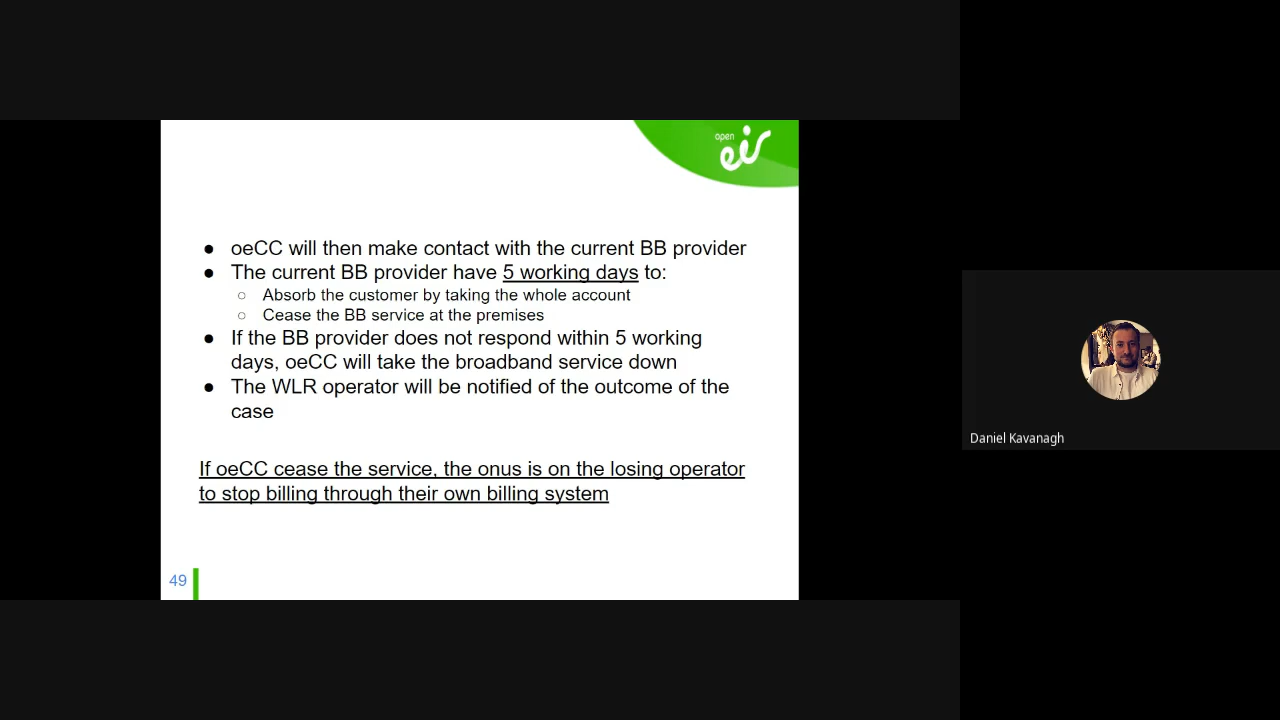 open
eir
● oeCC will then make contact with the current BB provider
● The current BB provider have 5 working days to:
○ Absorb the customer by taking the whole account
○ Cease the BB service at the premises
● If the BB provider does not respond within 5 working
days, oeCC will take the broadband service down
● The WLR operator will be notified of the outcome of the
case
If oeCC cease the service, the onus is on the losing operator
to stop billing through their own billing system
49
Daniel Kavanagh